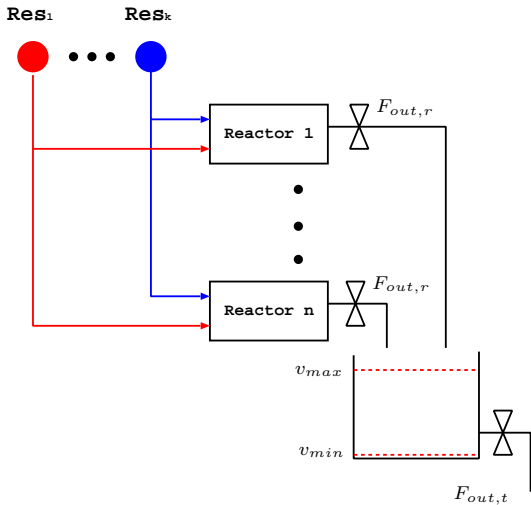 Res₁
Resₖ
F_{out,r}
Reactor 1
F_{out,r}
Reactor n
v_{max}
v_{min}
F_{out,t}